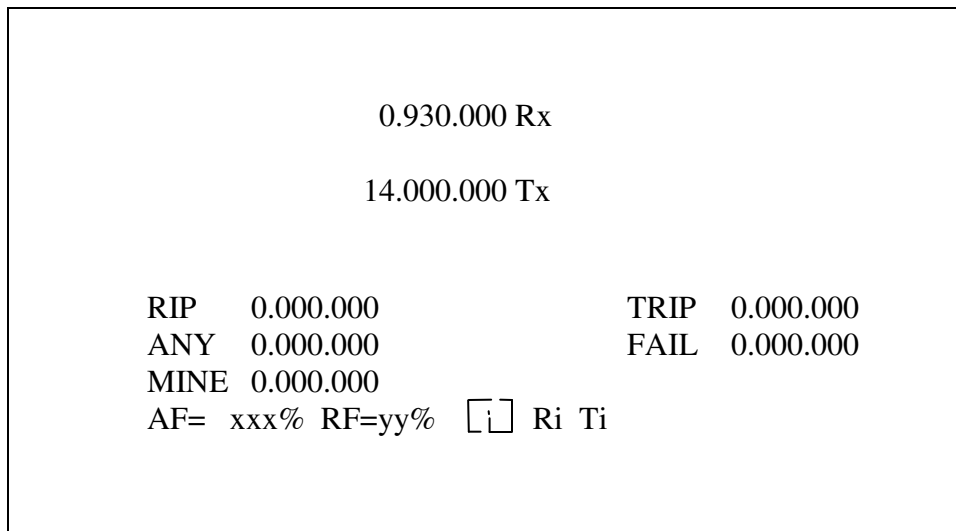 0.930.000 Rx
14.000.000 Tx
RIP 0.000.000 TRIP 0.000.000
ANY 0.000.000 FAIL 0.000.000
MINE 0.000.000
AF= xxx% RF=yy% i Ri Ti